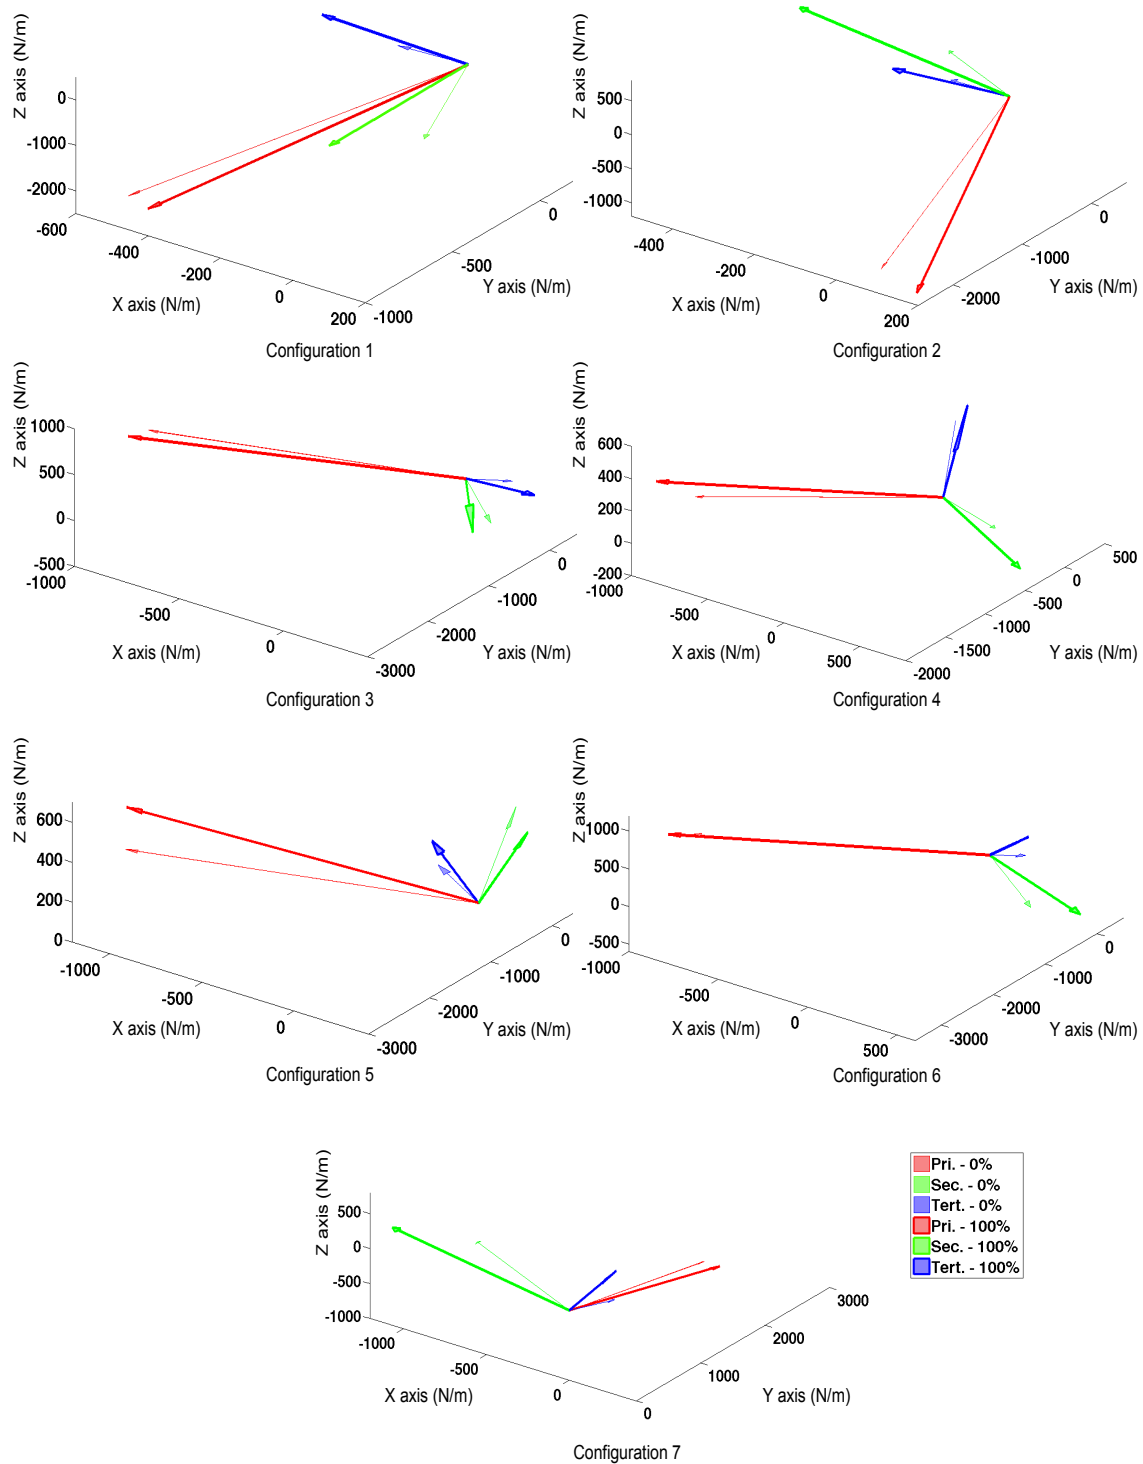 Z axis (N/m)
0
-1000
-2000
-600
-400
-200
0
200
-1000
-500
0
X axis (N/m)
Y axis (N/m)
Configuration 1
Z axis (N/m)
500
0
-500
-1000
-400
-200
0
200
-2000
-1000
0
X axis (N/m)
Y axis (N/m)
Configuration 2
Z axis (N/m)
1000
500
0
-500
-1000
-500
0
-3000
-2000
-1000
0
X axis (N/m)
Y axis (N/m)
Configuration 3
Z axis (N/m)
600
400
200
0
-200
-1000
-500
0
500
-2000
-1500
-1000
-500
0
500
X axis (N/m)
Y axis (N/m)
Configuration 4
Z axis (N/m)
600
400
200
0
-1000
-500
0
-3000
-2000
-1000
0
X axis (N/m)
Y axis (N/m)
Configuration 5
Z axis (N/m)
1000
500
0
-500
-1000
-500
0
500
-3000
-2000
-1000
0
X axis (N/m)
Y axis (N/m)
Configuration 6
Z axis (N/m)
500
0
-500
-1000
-1000
-500
0
0
1000
2000
3000
X axis (N/m)
Y axis (N/m)
Configuration 7
Pri. - 0%
Sec. - 0%
Tert. - 0%
Pri. - 100%
Sec. - 100%
Tert. - 100%